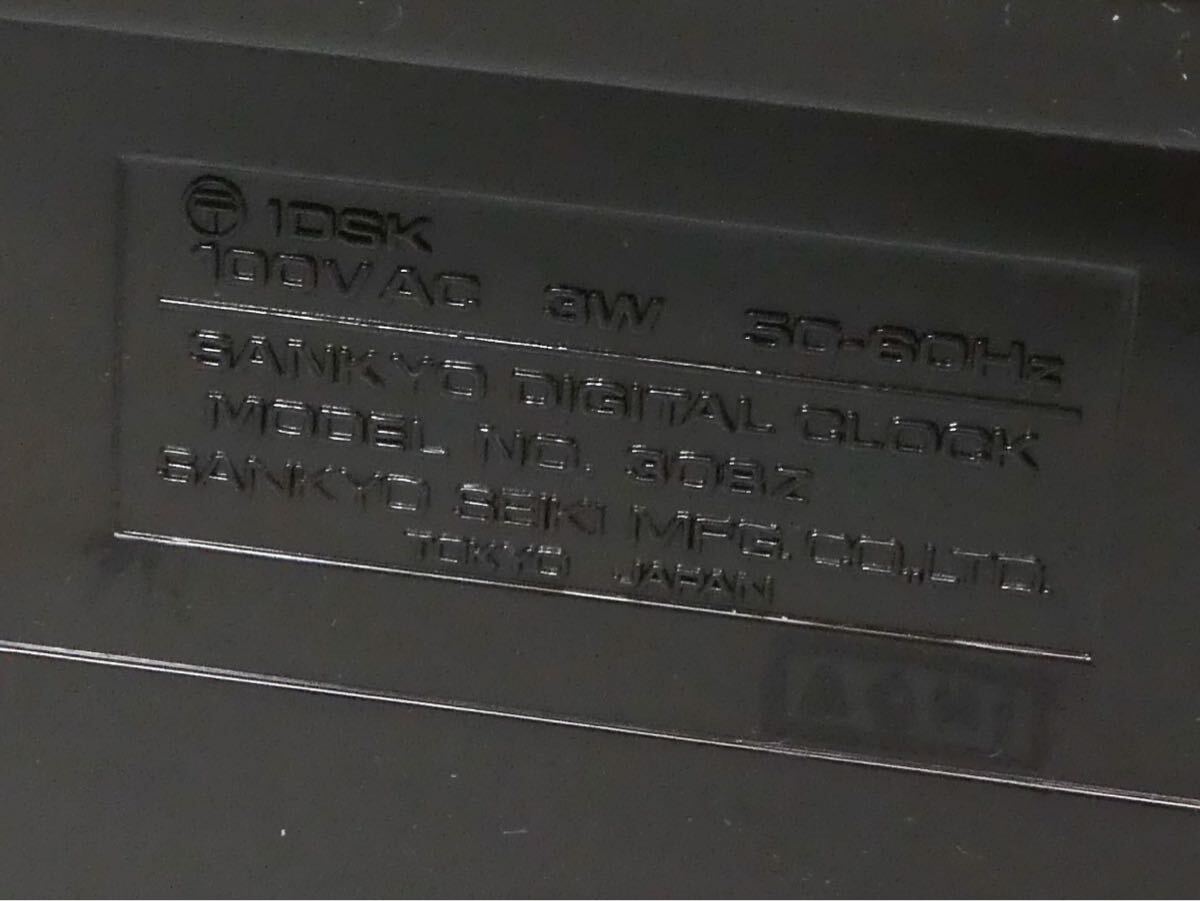 1DSK
100V AC 3W 50-60Hz
SANKYO DIGITAL CLOCK
MODEL NO. 308Z
SANKYO SEIKI MFG. CO.,LTD.
TOKYO JAPAN